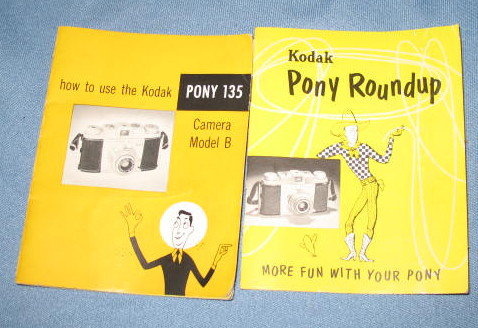 how to use the Kodak PONY 135
Camera
Model B
Kodak
Pony Roundup
MORE FUN WITH YOUR PONY